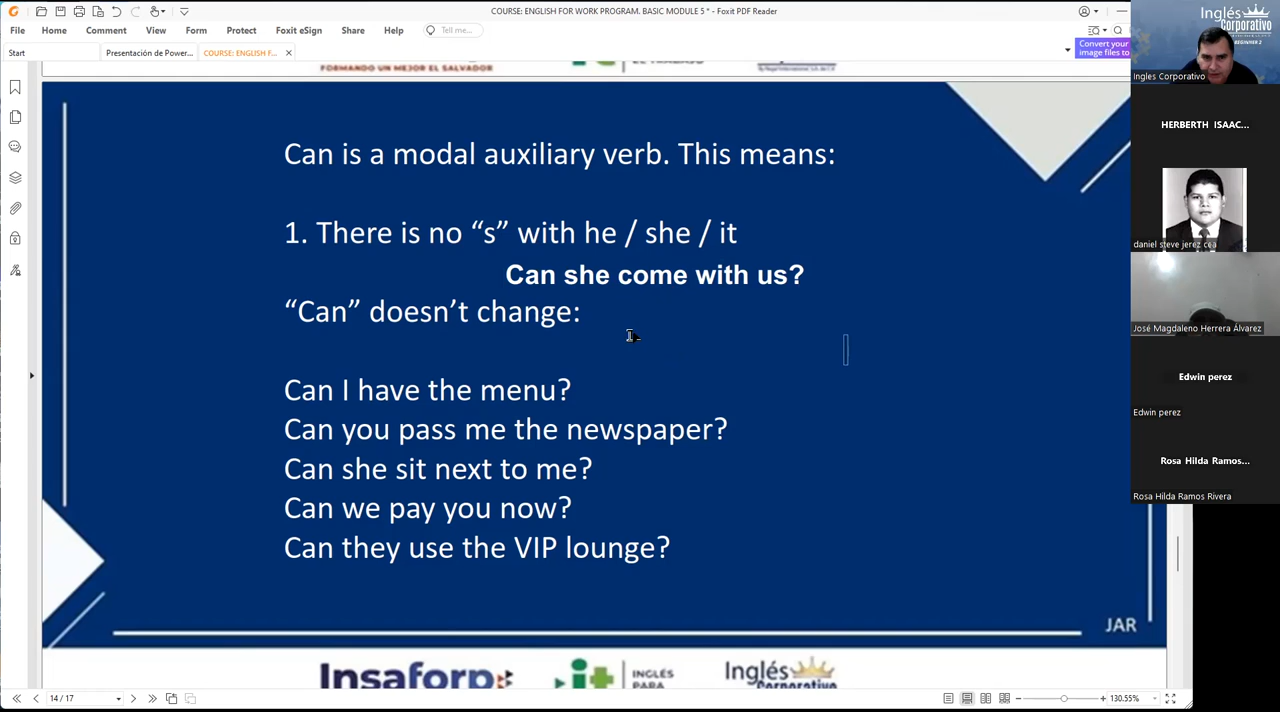 COURSE: ENGLISH FOR WORK PROGRAM. BASIC MODULE 5 * - Foxit PDF Reader
File Home Comment View Form Protect Foxit eSign Share Help Tell me...
Start Presentación de Power... COURSE: ENGLISH F...
Convert your
image files to
FORMANDO UN MEJOR EL SALVADOR
EL TRABAJO
Can is a modal auxiliary verb. This means:
1. There is no “s” with he / she / it
Can she come with us?
“Can” doesn’t change:
Can I have the menu?
Can you pass me the newspaper?
Can she sit next to me?
Can we pay you now?
Can they use the VIP lounge?
JAR
Insaforp
it
INGLÉS
PARA
Inglés
Corporativo
14 / 17
130.55%
Inglés
Corporativo
BEGINNER 2
Ingles Corporativo
HERBERTH ISAAC...
daniel steve jerez cea
José Magdaleno Herrera Álvarez
Edwin perez
Edwin perez
Rosa Hilda Ramos...
Rosa Hilda Ramos Rivera